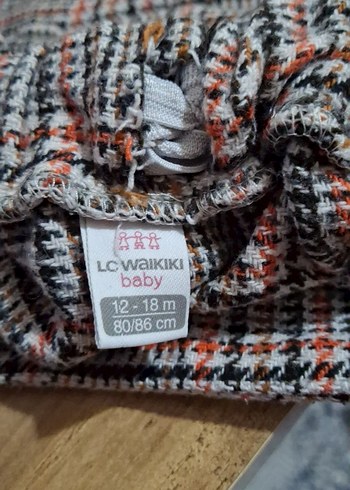 LC WAIKIKI
baby
12 - 18 m
80/86 cm